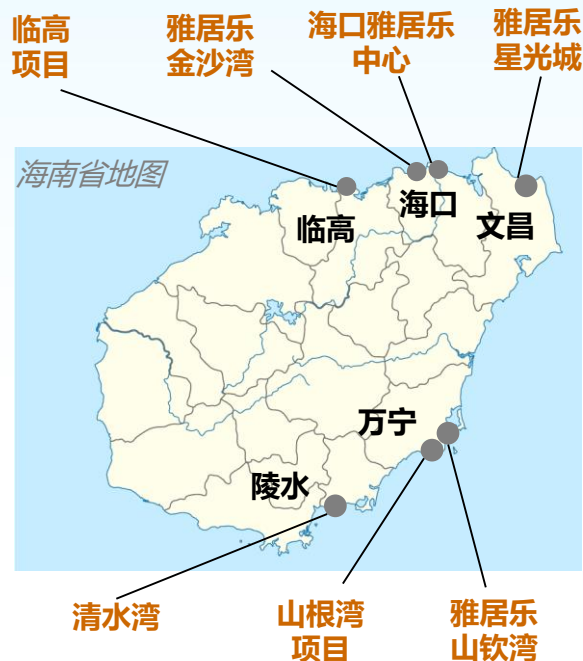 临高
项目
雅居乐
金沙湾
海口雅居乐
中心
雅居乐
星光城
海南省地图
临高
海口
文昌
万宁
陵水
清水湾
山根湾
项目
雅居乐
山钦湾